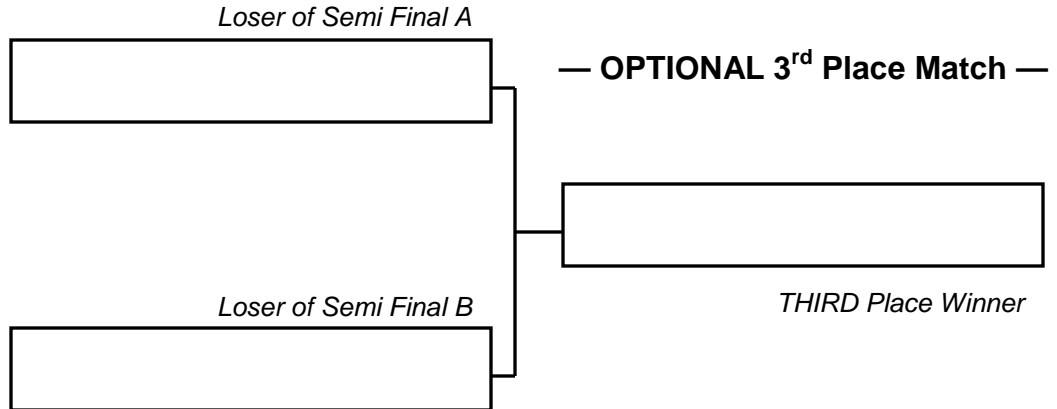 Loser of Semi Final A
— OPTIONAL 3rd Place Match —
Loser of Semi Final B
THIRD Place Winner